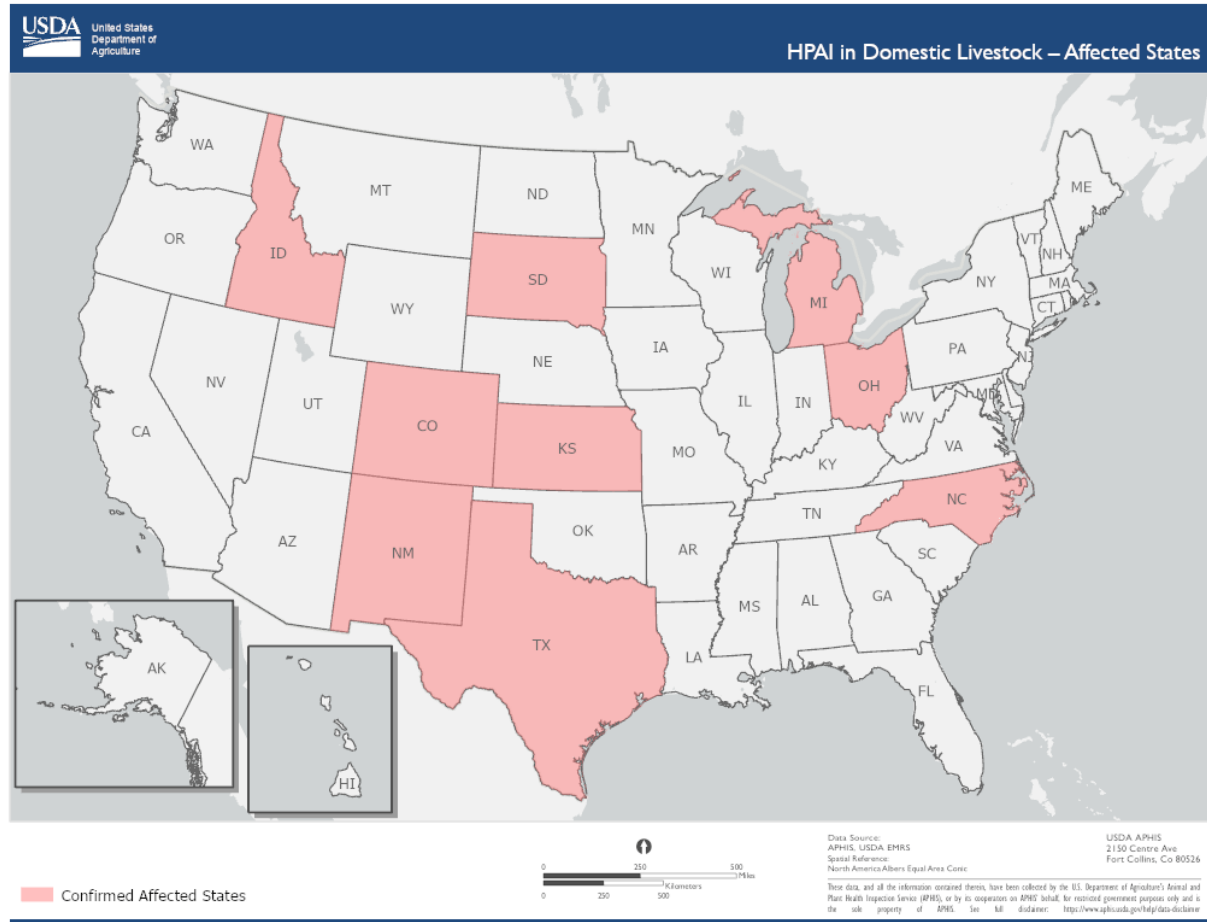 USDA
United States
Department of
Agriculture
HPAI in Domestic Livestock – Affected States
WA
MT
ND
MN
ME
OR
ID
SD
WI
MI
VT
NH
NY
MA
CT
WY
IA
PA
NJ
NE
NV
UT
IL
IN
OH
MD
CA
CO
KS
MO
WV
VA
KY
NC
AZ
NM
OK
AR
TN
SC
MS
AL
GA
TX
LA
AK
FL
HI
Confirmed Affected States
0 250 500
Miles
Kilometers
0 250 500
Data Source:
APHIS, USDA EMRS
Spatial Reference:
North America Albers Equal Area Conic
USDA APHIS
2150 Centre Ave
Fort Collins, Co 80526
These data, and all the information contained therein, have been collected by the U.S. Department of Agriculture's Animal and
Plant Health Inspection Service (APHIS), or by its cooperators on APHIS' behalf, for restricted government purposes only and is
the sole property of APHIS. See full disclaimer: https://www.aphis.usda.gov/help/data-disclaimer